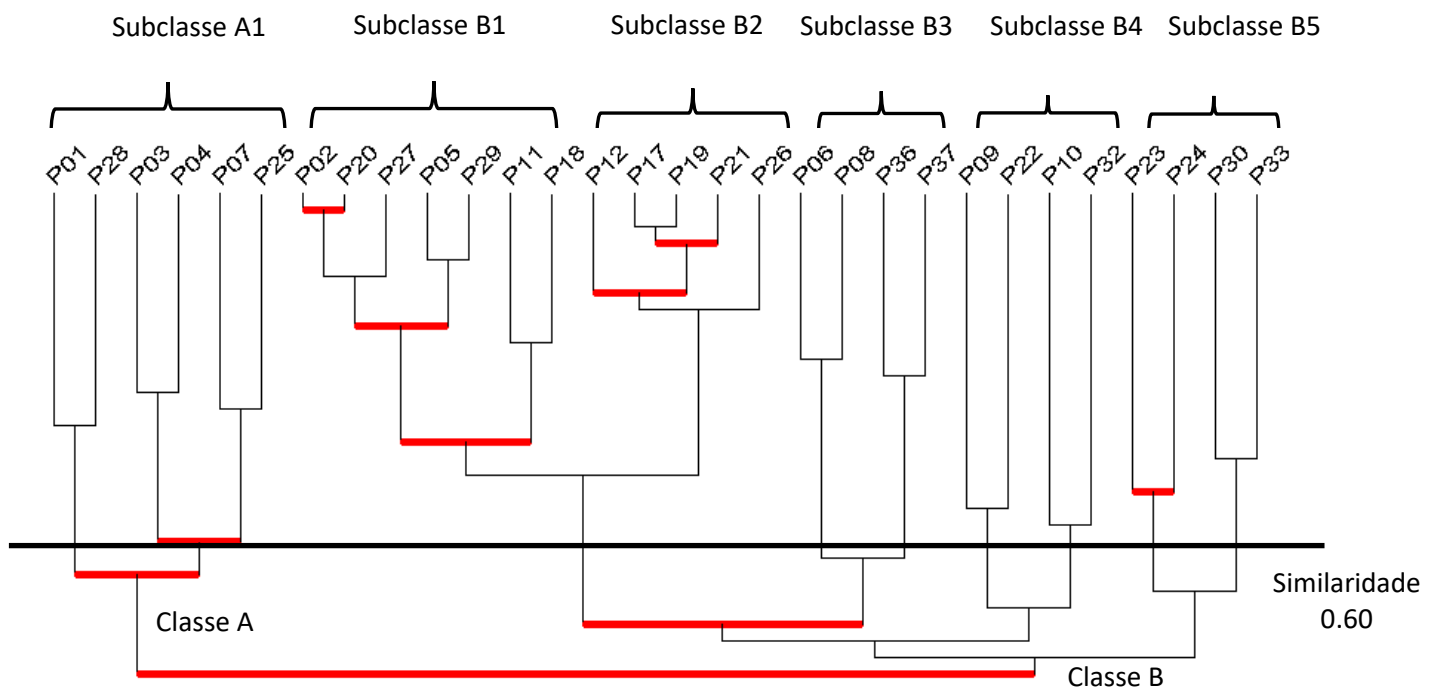 Subclasse A1 Subclasse B1 Subclasse B2 Subclasse B3 Subclasse B4 Subclasse B5
P01 P28 P03 P04 P07 P25 P02 P20 P27 P05 P29 P11 P18 P12 P17 P19 P21 P26 P06 P08 P36 P37 P09 P22 P10 P32 P23 P24 P30 P33
Similaridade
0.60
Classe A
Classe B